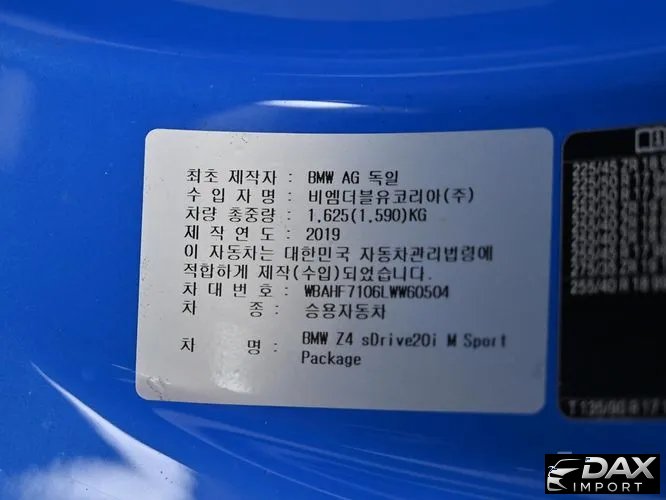 최초 제작자 : BMW AG 독일
수 입 자 명 : 비엠더블유코리아(주)
차량 총중량 : 1,625(1,590)KG
제 작 연 도 : 2019
이 자동차는 대한민국 자동차관리법령에
적합하게 제작(수입)되었습니다.
차 대 번 호 : WBAHF7106LWW60504
차 종 : 승용자동차
차 명 : BMW Z4 sDrive20i M Sport
Package
DAX
IMPORT